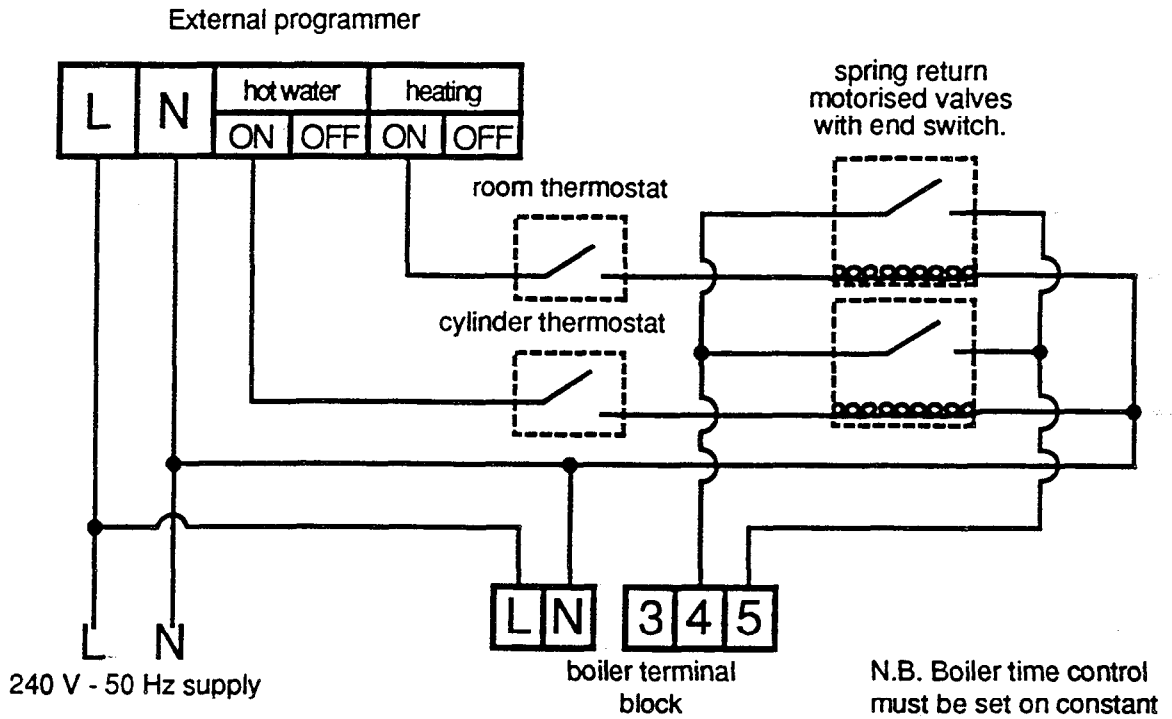 External programmer
L N hot water heating
ON OFF ON OFF
spring return
motorised valves
with end switch.
room thermostat
cylinder thermostat
L N 3 4 5
L N
240 V - 50 Hz supply
boiler terminal
block
N.B. Boiler time control
must be set on constant